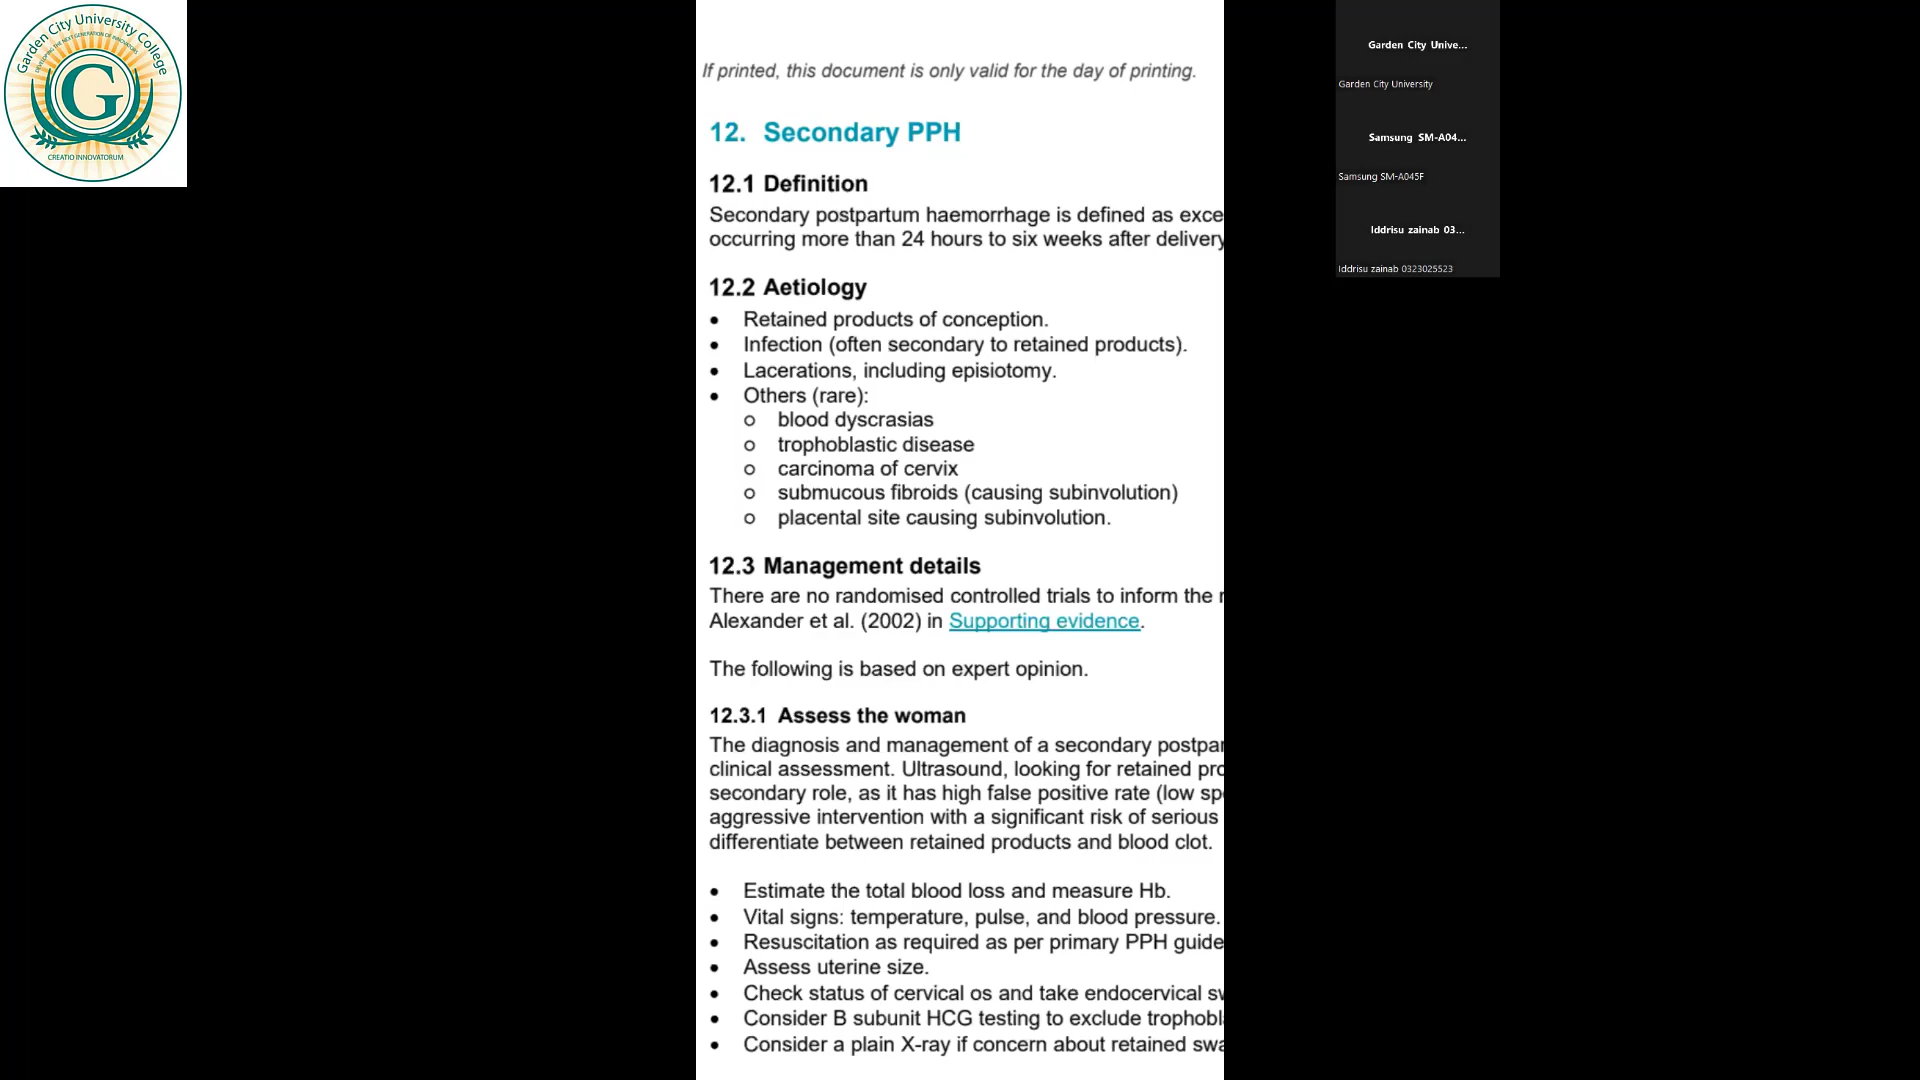 Garden City University College
DEVELOPING THE NEXT GENERATION OF INNOVATORS
G
CREATIO INNOVATORUM
If printed, this document is only valid for the day of printing.
12. Secondary PPH
12.1 Definition
Secondary postpartum haemorrhage is defined as exce
occurring more than 24 hours to six weeks after delivery
12.2 Aetiology
• Retained products of conception.
• Infection (often secondary to retained products).
• Lacerations, including episiotomy.
• Others (rare):
o blood dyscrasias
o trophoblastic disease
o carcinoma of cervix
o submucous fibroids (causing subinvolution)
o placental site causing subinvolution.
12.3 Management details
There are no randomised controlled trials to inform the
Alexander et al. (2002) in Supporting evidence.
The following is based on expert opinion.
12.3.1 Assess the woman
The diagnosis and management of a secondary postpar
clinical assessment. Ultrasound, looking for retained pro
secondary role, as it has high false positive rate (low sp
aggressive intervention with a significant risk of serious
differentiate between retained products and blood clot.
• Estimate the total blood loss and measure Hb.
• Vital signs: temperature, pulse, and blood pressure.
• Resuscitation as required as per primary PPH guide
• Assess uterine size.
• Check status of cervical os and take endocervical sw
• Consider B subunit HCG testing to exclude trophobl
• Consider a plain X-ray if concern about retained swa
Garden City Unive...
Garden City University
Samsung SM-A04...
Samsung SM-A045F
Iddrisu zainab 03...
Iddrisu zainab 0323025523